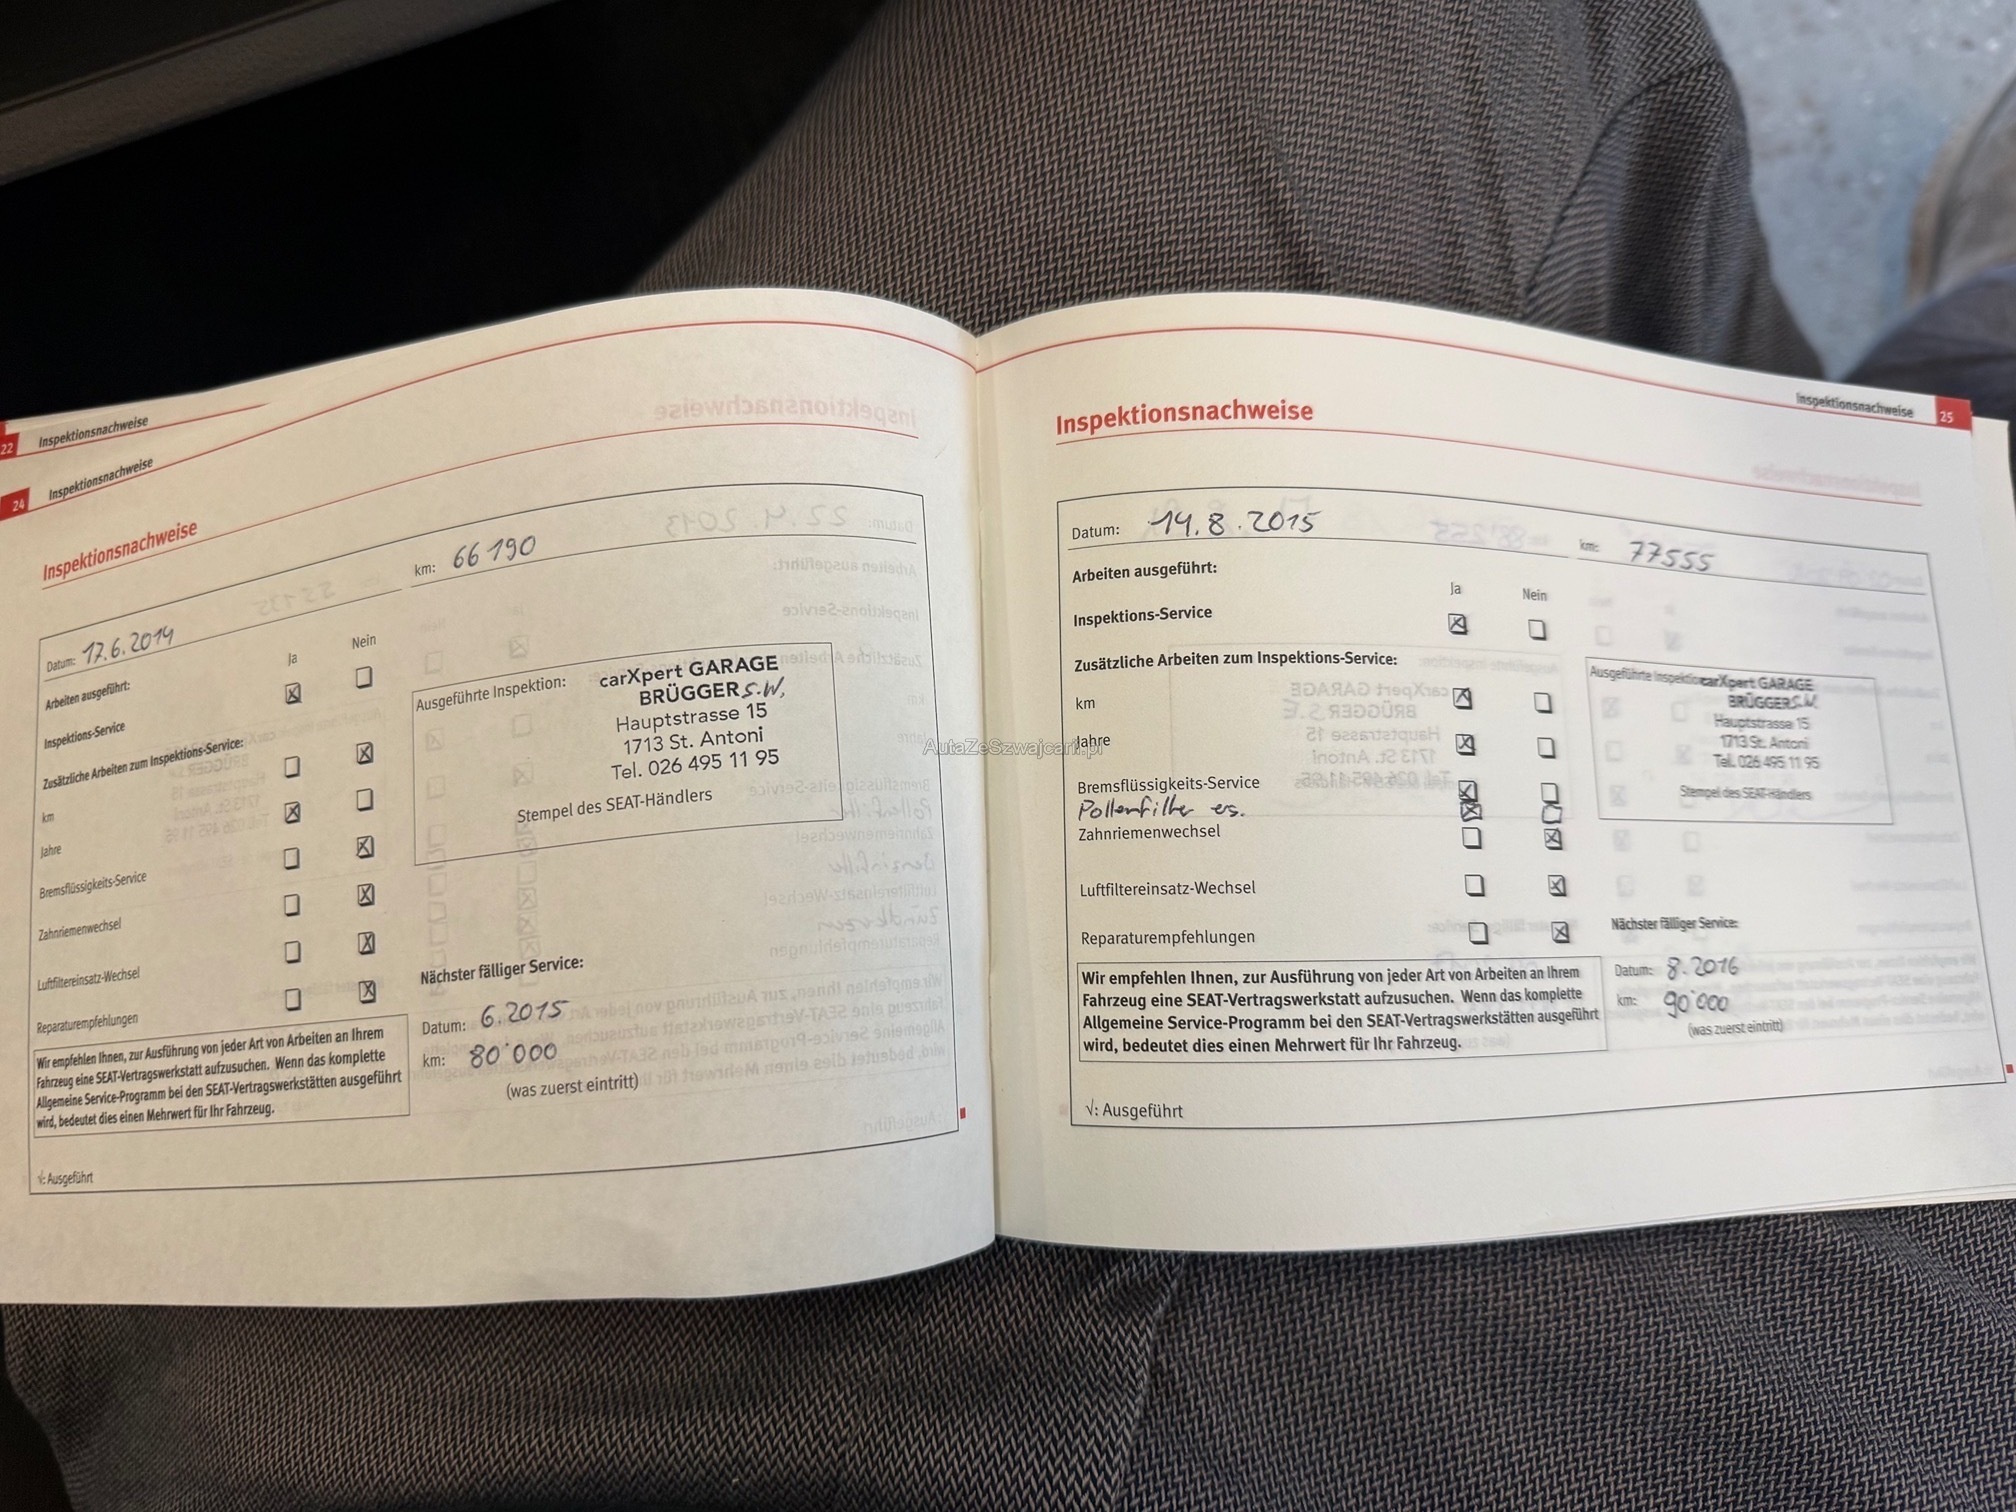 22 Inspektionsnachweise
24 Inspektionsnachweise
Inspektionsnachweise
Datum: 17.6.2014
km: 66190
Arbeiten ausgeführt:
Ja
Nein
Inspektions-Service
Zusätzliche Arbeiten zum Inspektions-Service:
km
Jahre
Bremsflüssigkeits-Service
Zahnriemenwechsel
Luftfiltereinsatz-Wechsel
Reparaturempfehlungen
Ausgeführte Inspektion:
carXpert GARAGE
BRÜGGER S.W,
Hauptstrasse 15
1713 St. Antoni
Tel. 026 495 11 95
Stempel des SEAT-Händlers
Nächster fälliger Service:
Datum: 6.2015
km: 80'000
(was zuerst eintritt)
Wir empfehlen Ihnen, zur Ausführung von jeder Art von Arbeiten an Ihrem
Fahrzeug eine SEAT-Vertragswerkstatt aufzusuchen. Wenn das komplette
Allgemeine Service-Programm bei den SEAT-Vertragswerkstätten ausgeführt
wird, bedeutet dies einen Mehrwert für Ihr Fahrzeug.
√: Ausgeführt
Inspektionsnachweise 25
Inspektionsnachweise
Datum: 14.8.2015
km: 77555
Arbeiten ausgeführt:
Ja
Nein
Inspektions-Service
Zusätzliche Arbeiten zum Inspektions-Service:
km
Jahre
Bremsflüssigkeits-Service
Pollenfilter ers.
Zahnriemenwechsel
Luftfiltereinsatz-Wechsel
Reparaturempfehlungen
Ausgeführte Inspektion:
carXpert GARAGE
BRÜGGER S.W.
Hauptstrasse 15
1713 St. Antoni
Tel. 026 495 11 95
Stempel des SEAT-Händlers
Nächster fälliger Service:
Datum: 8.2016
km: 90'000
(was zuerst eintritt)
Wir empfehlen Ihnen, zur Ausführung von jeder Art von Arbeiten an Ihrem
Fahrzeug eine SEAT-Vertragswerkstatt aufzusuchen. Wenn das komplette
Allgemeine Service-Programm bei den SEAT-Vertragswerkstätten ausgeführt
wird, bedeutet dies einen Mehrwert für Ihr Fahrzeug.
√: Ausgeführt
AutaZeSzwajcarii.pl